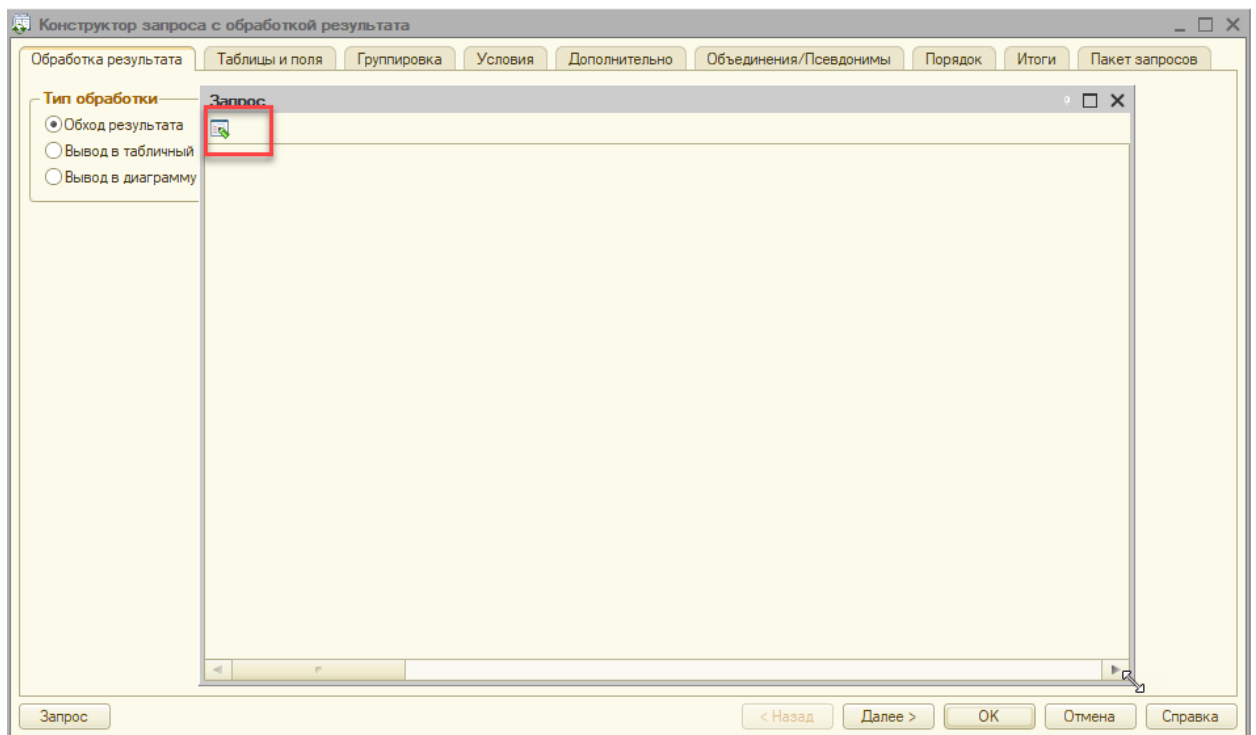 Конструктор запроса с обработкой результата
Обработка результата Таблицы и поля Группировка Условия Дополнительно Объединения/Псевдонимы Порядок Итоги Пакет запросов
Тип обработки
Запрос
Обход результата
Вывод в табличный
Вывод в диаграмму
Запрос < Назад Далее > OK Отмена Справка